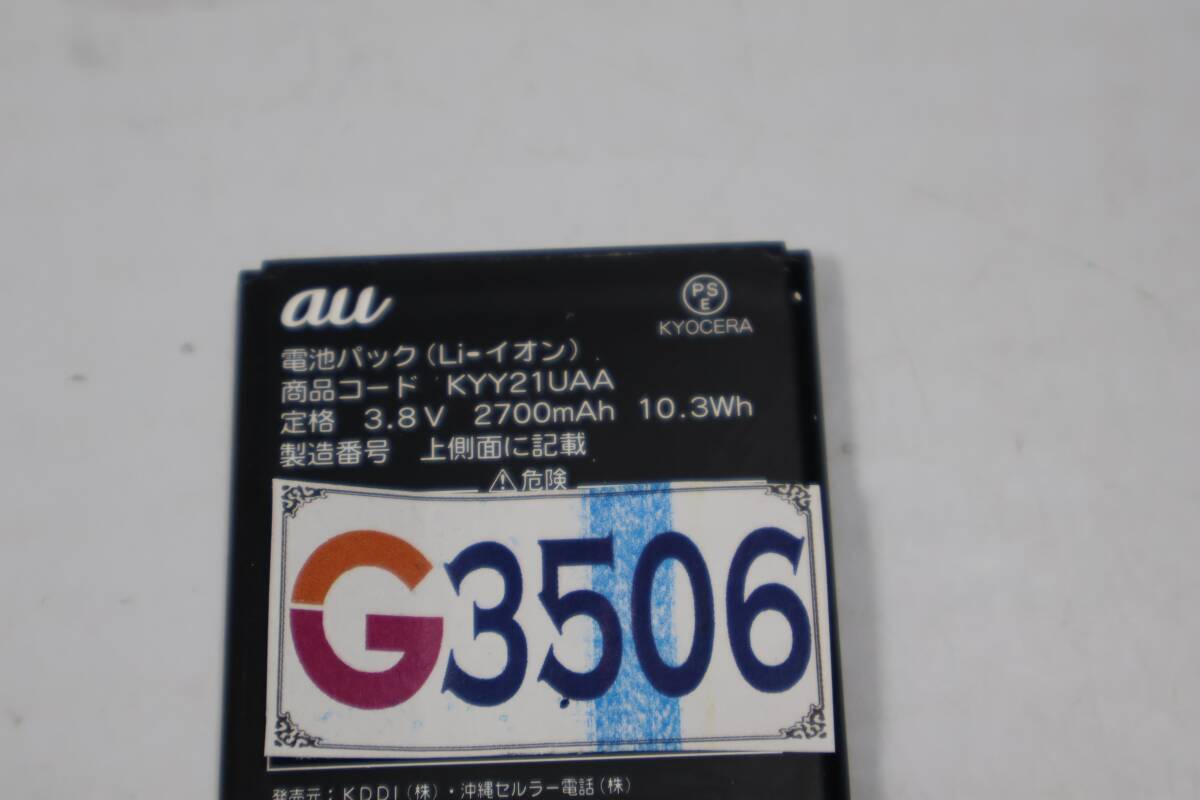 au
PSE
KYOCERA
電池パック(Li-イオン)
商品コード KYY21UAA
定格 3.8V 2700mAh 10.3Wh
製造番号 上側面に記載
⚠危険
G3506
発売元:KDDI(株)・沖縄セルラー電話(株)